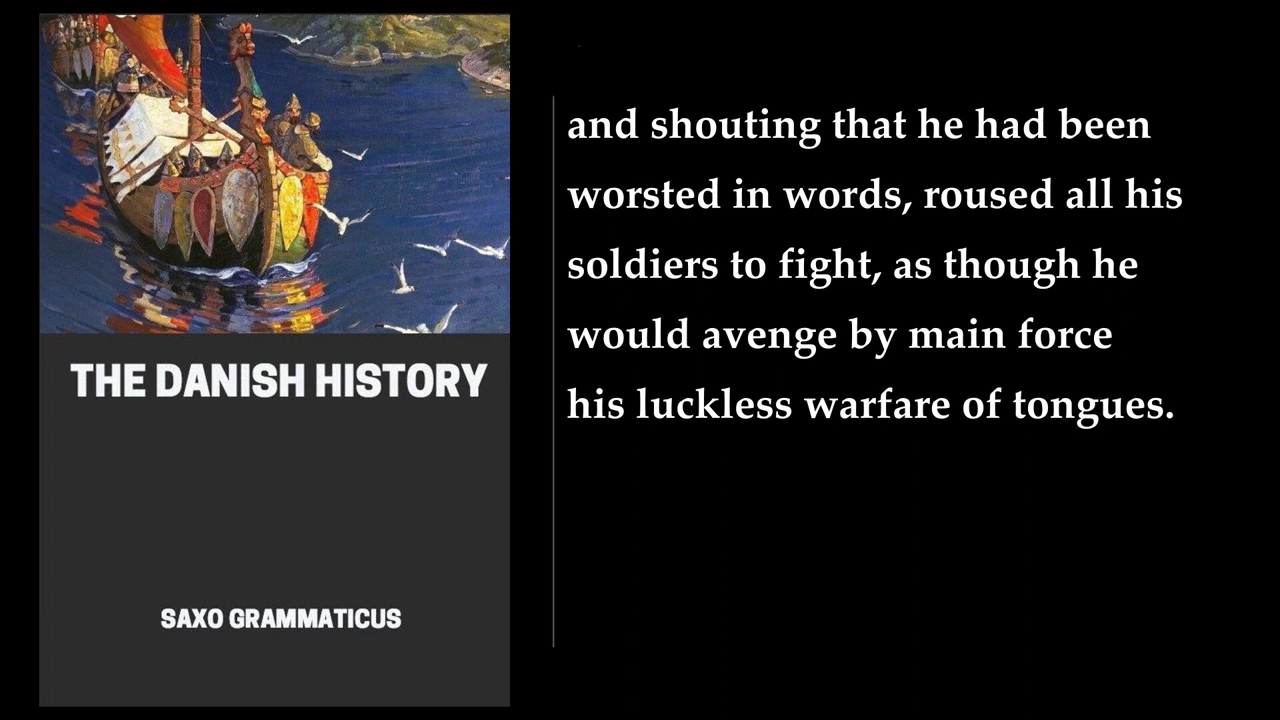 THE DANISH HISTORY
SAXO GRAMMATICUS
and shouting that he had been
worsted in words, roused all his
soldiers to fight, as though he
would avenge by main force
his luckless warfare of tongues.